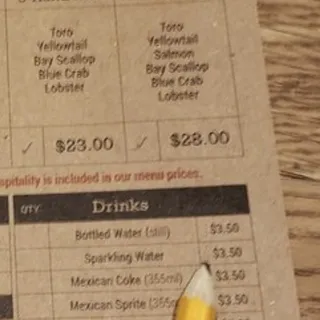 Toro
Yellowtail
Bay Scallop
Blue Crab
Lobster
Toro
Yellowtail
Salmon
Bay Scallop
Blue Crab
Lobster
✓ $23.00 ✓ $28.00
spitality is included in our menu prices.
QTY Drinks
Bottled Water (still) $3.50
Sparkling Water $3.50
Mexican Coke (355ml) $3.50
Mexican Sprite (355 $3.50